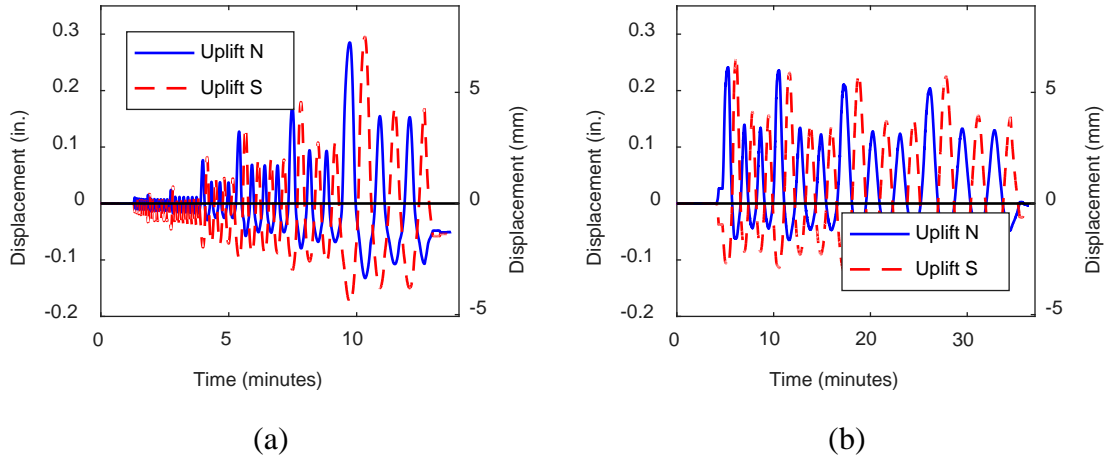 0.3
0.2
0.1
0
-0.1
-0.2
Displacement (in.)
Uplift N
Uplift S
5
0
-5
Displacement (mm)
0 5 10
Time (minutes)
(a)
0.3
0.2
0.1
0
-0.1
-0.2
Displacement (in.)
Uplift N
Uplift S
5
0
-5
Displacement (mm)
0 10 20 30
Time (minutes)
(b)